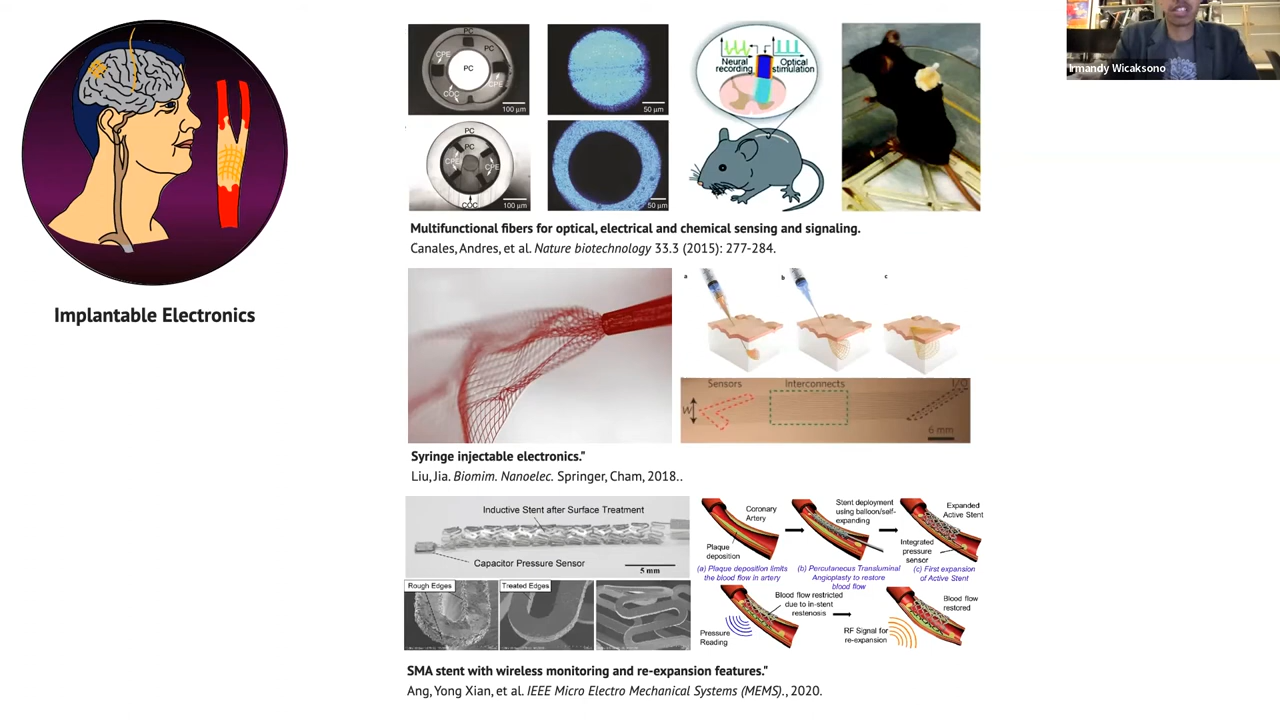 Irmandy Wicaksono
Implantable Electronics
PC
CPE
PC
PC
COC
CPE
100 µm
50 µm
Neural recording
Optical stimulation
PC
PC
CPE
CPE
COC
100 µm
50 µm
Multifunctional fibers for optical, electrical and chemical sensing and signaling.
Canales, Andres, et al. Nature biotechnology 33.3 (2015): 277-284.
a
b
c
Sensors
Interconnects
I/O
W
6 mm
Syringe injectable electronics."
Liu, Jia. Biomim. Nanoelec. Springer, Cham, 2018..
Inductive Stent after Surface Treatment
Capacitor Pressure Sensor
5 mm
Rough Edges
Treated Edges
Coronary
Artery
Plaque
deposition
Stent deployment
using balloon/self-
expanding
Expanded
Active Stent
Integrated
pressure
sensor
(a) Plaque deposition limits
the blood flow in artery
(b) Percutaneous Transluminal
Angioplasty to restore
blood flow
(c) First expansion
of Active Stent
Blood flow restricted
due to in-stent
restenosis
Blood flow
restored
Pressure
Reading
RF Signal for
re-expansion
SMA stent with wireless monitoring and re-expansion features."
Ang, Yong Xian, et al. IEEE Micro Electro Mechanical Systems (MEMS)., 2020.